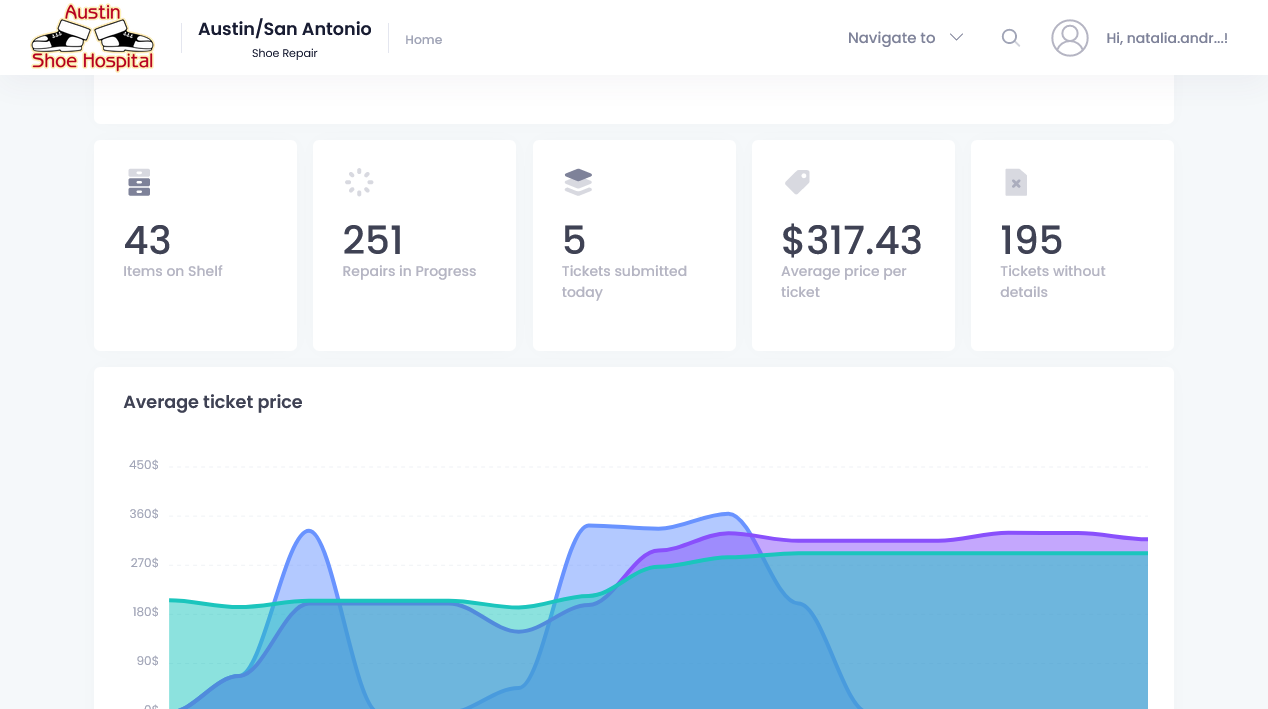 Austin
Shoe Hospital
Austin/San Antonio
Shoe Repair
Home
Navigate to
Hi, natalia.andr...!
43
Items on Shelf
251
Repairs in Progress
5
Tickets submitted
today
$317.43
Average price per
ticket
195
Tickets without
details
Average ticket price
450$
360$
270$
180$
90$
0$